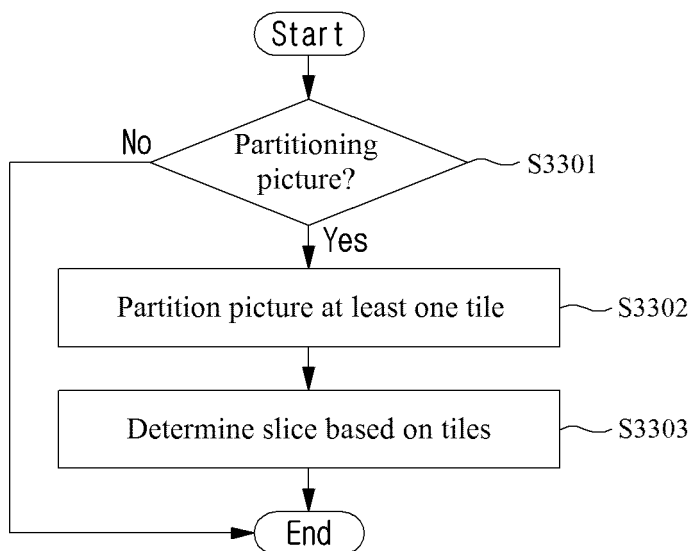 Start
No
Partitioning
picture?
S3301
Yes
Partition picture at least one tile
S3302
Determine slice based on tiles
S3303
End